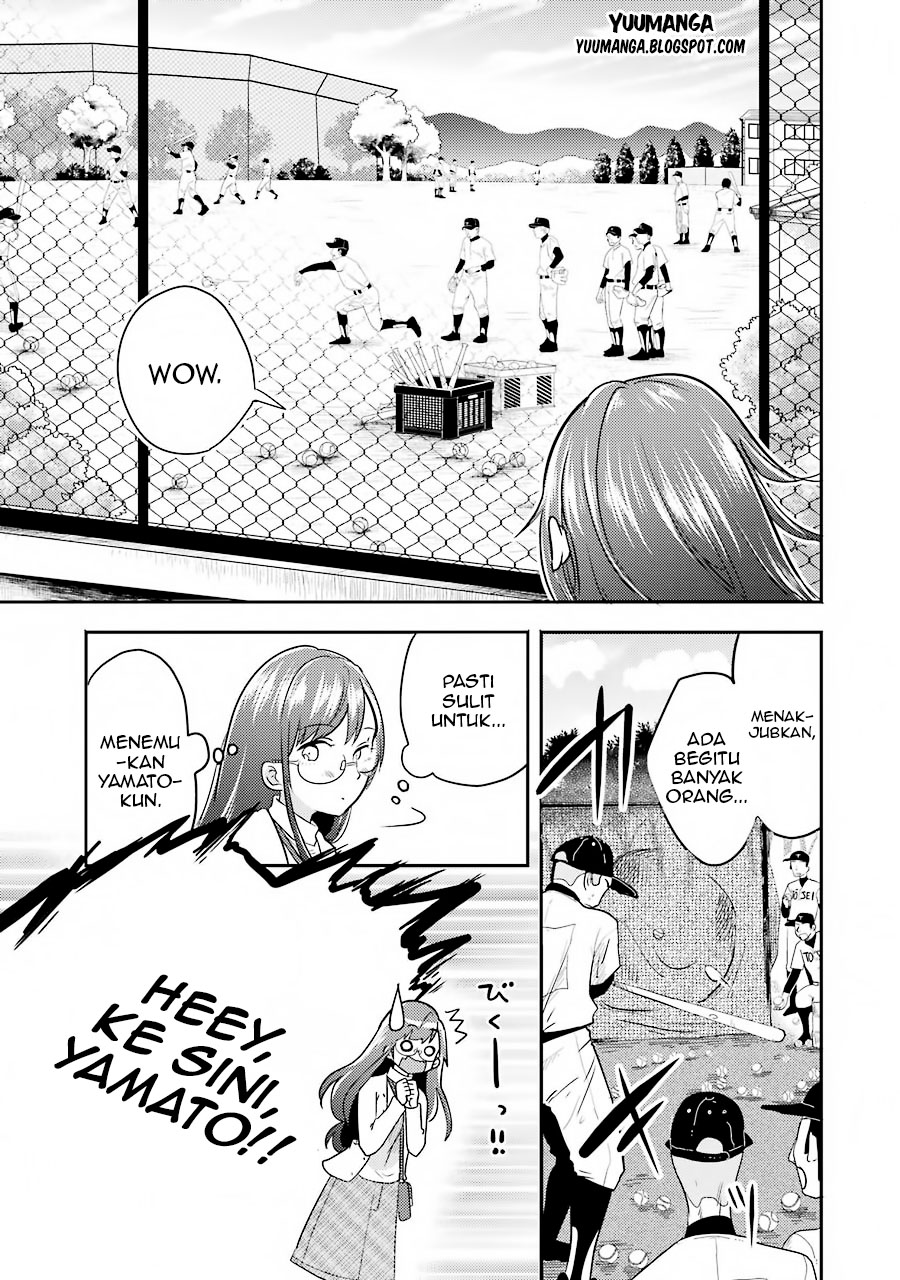 YUUMANGA
YUUMANGA.BLOGSPOT.COM
WOW.
MENAK-
JUBKAN,
ADA
BEGITU
BANYAK
ORANG...
PASTI
SULIT
UNTUK...
MENEMU
-KAN
YAMATO-
KUN.
HEEY,
KE SINI,
YAMATO!!
びくーっ!!